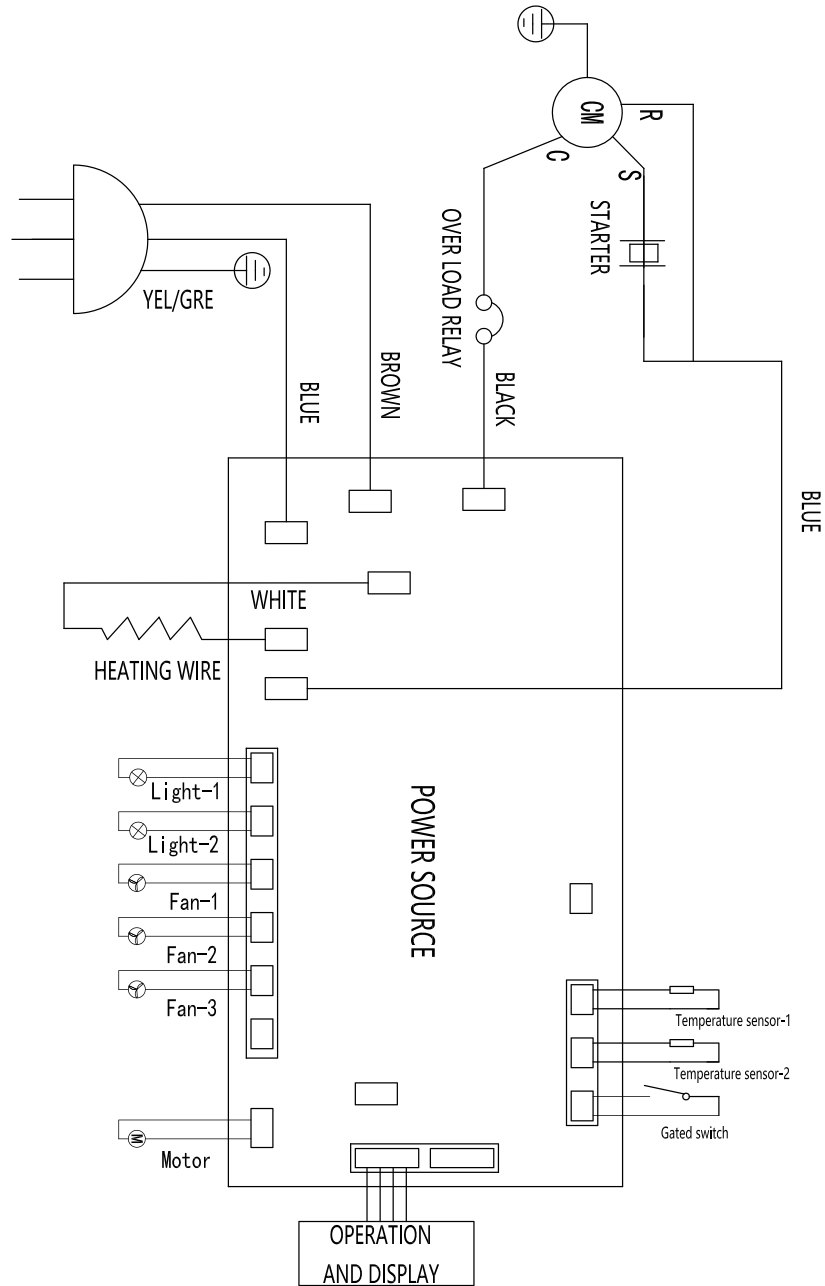 CM
R
C
S
STARTER
OVER LOAD RELAY
YEL/GRE
BLUE
BROWN
BLACK
BLUE
WHITE
HEATING WIRE
Light-1
Light-2
Fan-1
Fan-2
Fan-3
POWER SOURCE
Temperature sensor-1
Temperature sensor-2
Gated switch
M
Motor
OPERATION
AND DISPLAY